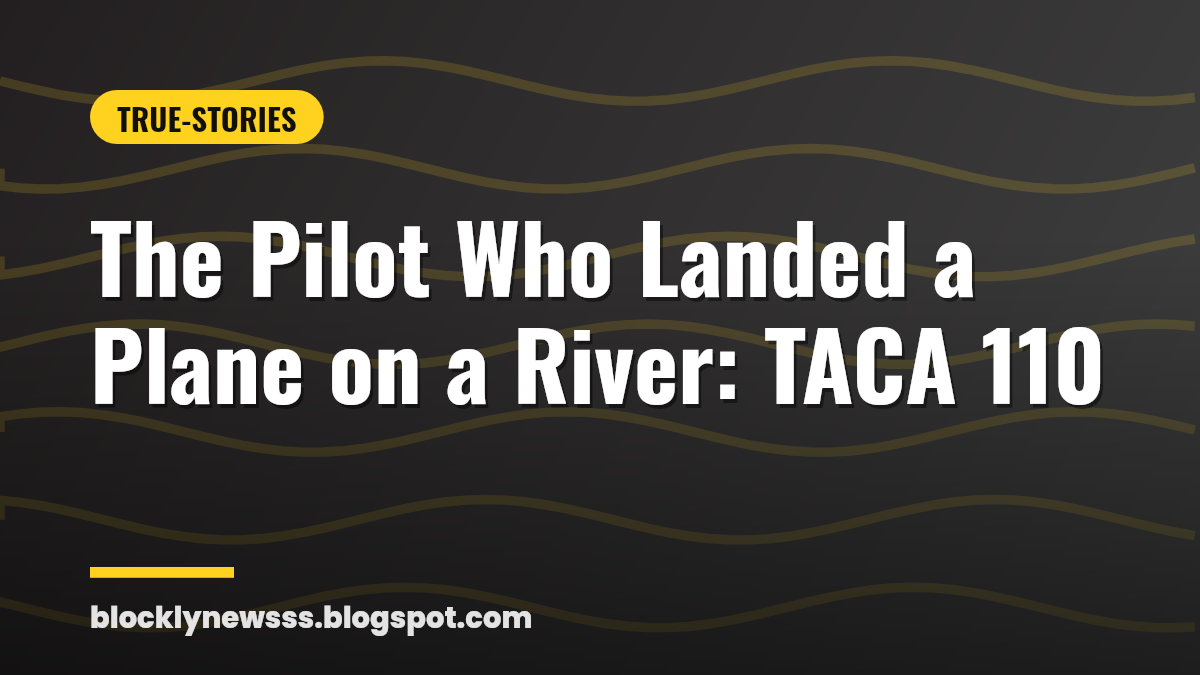 TRUE-STORIES
The Pilot Who Landed a
Plane on a River: TACA 110
blocklynewsss.blogspot.com